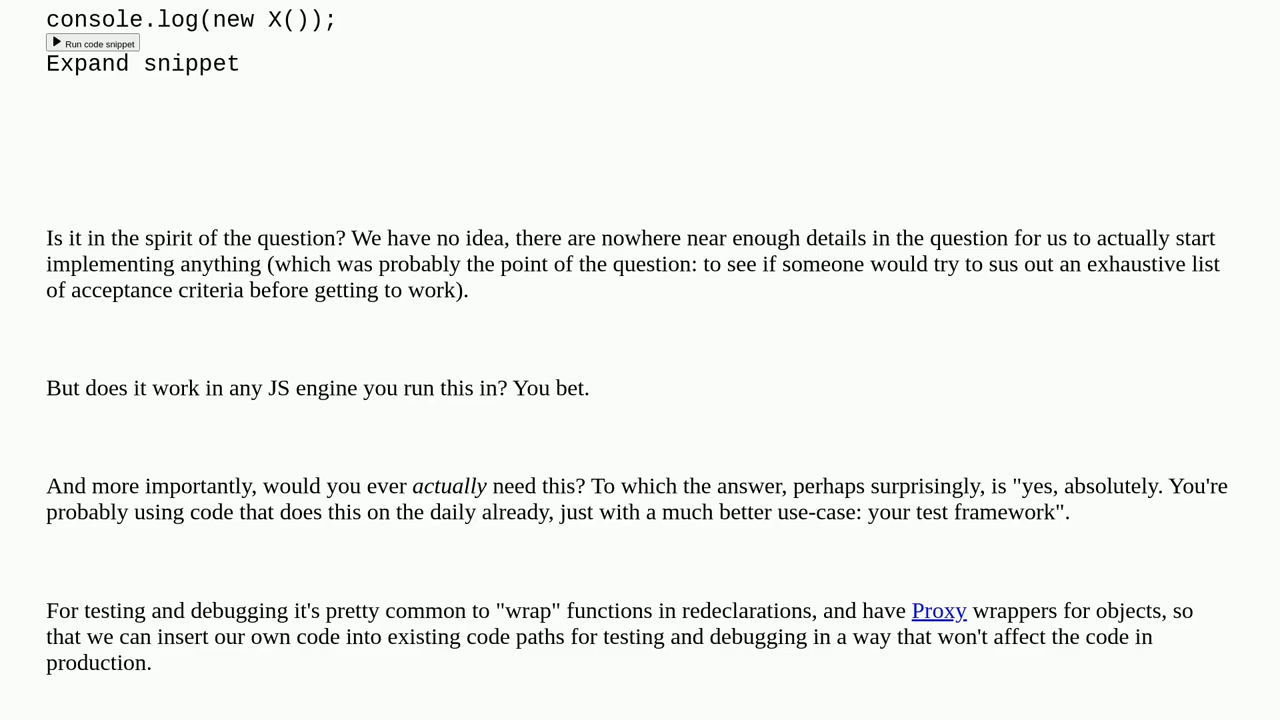 console.log(new X());
Run code snippet
Expand snippet
Is it in the spirit of the question? We have no idea, there are nowhere near enough details in the question for us to actually start
implementing anything (which was probably the point of the question: to see if someone would try to sus out an exhaustive list
of acceptance criteria before getting to work).
But does it work in any JS engine you run this in? You bet.
And more importantly, would you ever actually need this? To which the answer, perhaps surprisingly, is "yes, absolutely. You're
probably using code that does this on the daily already, just with a much better use-case: your test framework".
For testing and debugging it's pretty common to "wrap" functions in redeclarations, and have Proxy wrappers for objects, so
that we can insert our own code into existing code paths for testing and debugging in a way that won't affect the code in
production.